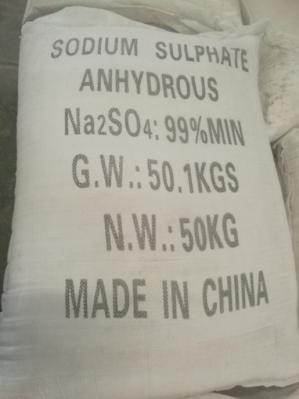 SODIUM SULPHATE
ANHYDROUS
Na2SO4: 99%MIN
G.W.: 50.1KGS
N.W.: 50KG
MADE IN CHINA